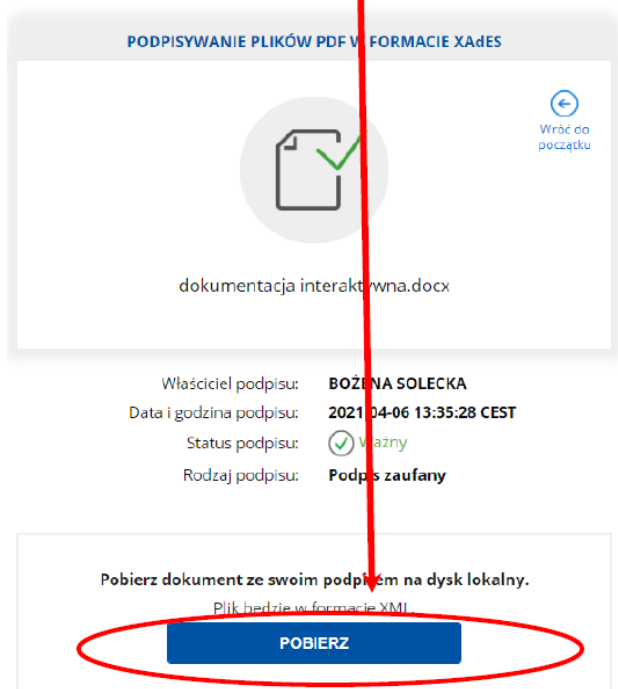 PODPISYWANIE PLIKÓW PDF W FORMACIE XAdES
Wróć do
początku
dokumentacja interaktywna.docx
Właściciel podpisu: BOŻENA SOLECKA
Data i godzina podpisu: 2021-04-06 13:35:28 CEST
Status podpisu: Ważny
Rodzaj podpisu: Podpis zaufany
Pobierz dokument ze swoim podpisem na dysk lokalny.
Plik będzie w formacie XML.
POBIERZ